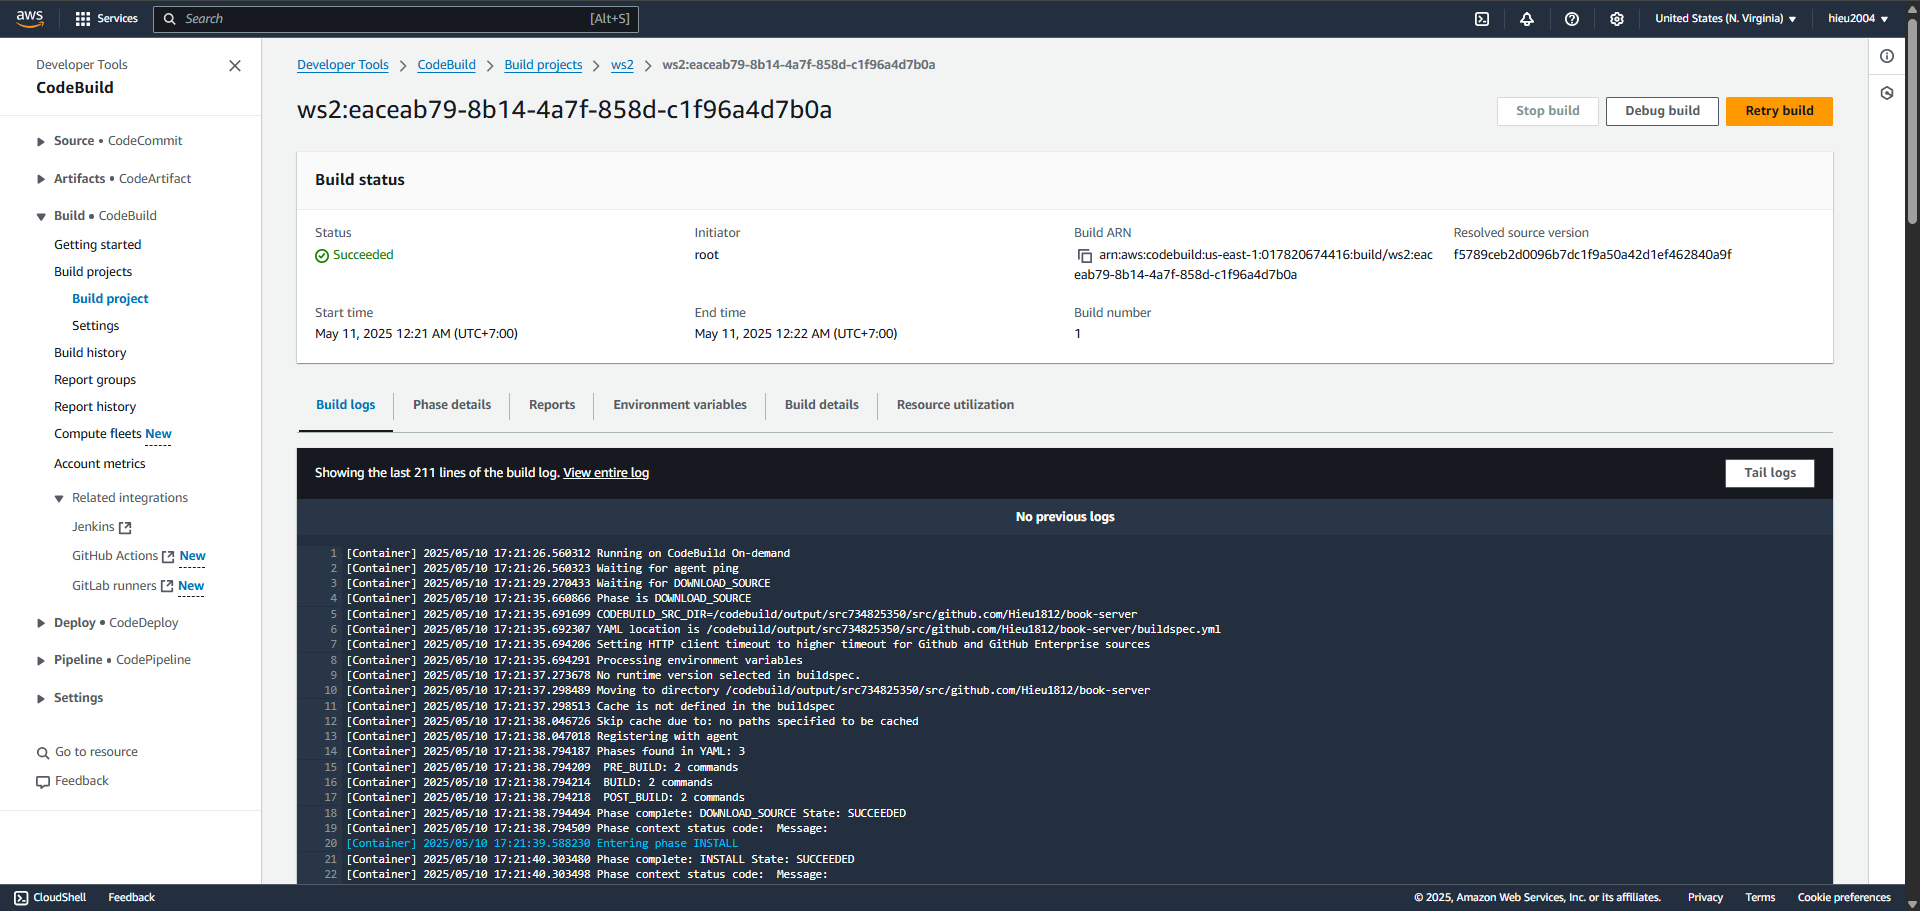 aws
Services
Search
[Alt+S]
United States (N. Virginia)
hieu2004
Developer Tools
CodeBuild
Source • CodeCommit
Artifacts • CodeArtifact
Build • CodeBuild
Getting started
Build projects
Build project
Settings
Build history
Report groups
Report history
Compute fleets New
Account metrics
Related integrations
Jenkins
GitHub Actions New
GitLab runners New
Deploy • CodeDeploy
Pipeline • CodePipeline
Settings
Go to resource
Feedback
Developer Tools > CodeBuild > Build projects > ws2 > ws2:eaceab79-8b14-4a7f-858d-c1f96a4d7b0a
ws2:eaceab79-8b14-4a7f-858d-c1f96a4d7b0a
Stop build
Debug build
Retry build
Build status
Status
Succeeded
Initiator
root
Build ARN
arn:aws:codebuild:us-east-1:017820674416:build/ws2:eac
eab79-8b14-4a7f-858d-c1f96a4d7b0a
Resolved source version
f5789ceb2d0096b7dc1f9a50a42d1ef462840a9f
Start time
May 11, 2025 12:21 AM (UTC+7:00)
End time
May 11, 2025 12:22 AM (UTC+7:00)
Build number
1
Build logs
Phase details
Reports
Environment variables
Build details
Resource utilization
Showing the last 211 lines of the build log. View entire log
Tail logs
No previous logs
1 [Container] 2025/05/10 17:21:26.560312 Running on CodeBuild On-demand
2 [Container] 2025/05/10 17:21:26.560323 Waiting for agent ping
3 [Container] 2025/05/10 17:21:29.270433 Waiting for DOWNLOAD_SOURCE
4 [Container] 2025/05/10 17:21:35.660866 Phase is DOWNLOAD_SOURCE
5 [Container] 2025/05/10 17:21:35.691699 CODEBUILD_SRC_DIR=/codebuild/output/src734825350/src/github.com/Hieu1812/book-server
6 [Container] 2025/05/10 17:21:35.692307 YAML location is /codebuild/output/src734825350/src/github.com/Hieu1812/book-server/buildspec.yml
7 [Container] 2025/05/10 17:21:35.694206 Setting HTTP client timeout to higher timeout for Github and GitHub Enterprise sources
8 [Container] 2025/05/10 17:21:35.694291 Processing environment variables
9 [Container] 2025/05/10 17:21:37.273678 No runtime version selected in buildspec.
10 [Container] 2025/05/10 17:21:37.298489 Moving to directory /codebuild/output/src734825350/src/github.com/Hieu1812/book-server
11 [Container] 2025/05/10 17:21:37.298513 Cache is not defined in the buildspec
12 [Container] 2025/05/10 17:21:38.046726 Skip cache due to: no paths specified to be cached
13 [Container] 2025/05/10 17:21:38.047018 Registering with agent
14 [Container] 2025/05/10 17:21:38.794187 Phases found in YAML: 3
15 [Container] 2025/05/10 17:21:38.794209  PRE_BUILD: 2 commands
16 [Container] 2025/05/10 17:21:38.794214  BUILD: 2 commands
17 [Container] 2025/05/10 17:21:38.794218  POST_BUILD: 2 commands
18 [Container] 2025/05/10 17:21:38.794494 Phase complete: DOWNLOAD_SOURCE State: SUCCEEDED
19 [Container] 2025/05/10 17:21:38.794509 Phase context status code:  Message:
20 [Container] 2025/05/10 17:21:39.588230 Entering phase INSTALL
21 [Container] 2025/05/10 17:21:40.303480 Phase complete: INSTALL State: SUCCEEDED
22 [Container] 2025/05/10 17:21:40.303498 Phase context status code:  Message:
CloudShell
Feedback
© 2025, Amazon Web Services, Inc. or its affiliates.
Privacy
Terms
Cookie preferences